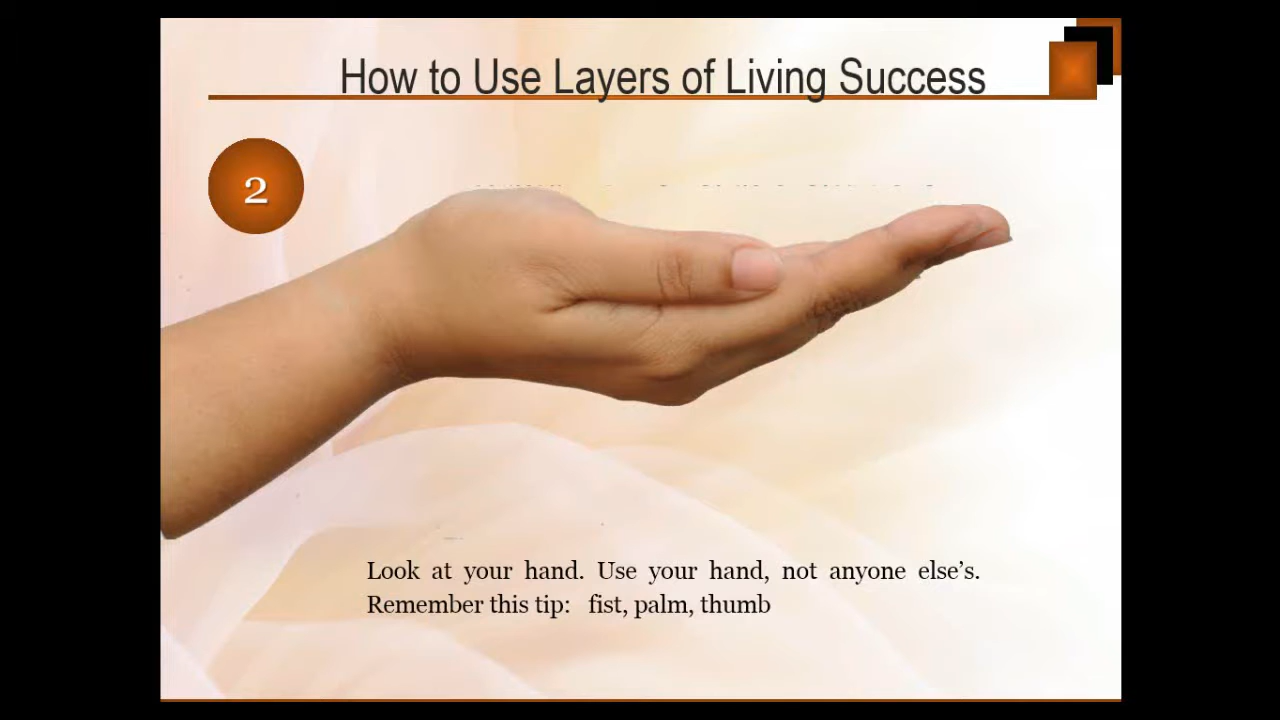 How to Use Layers of Living Success
2
Look at your hand. Use your hand, not anyone else’s.
Remember this tip: fist, palm, thumb